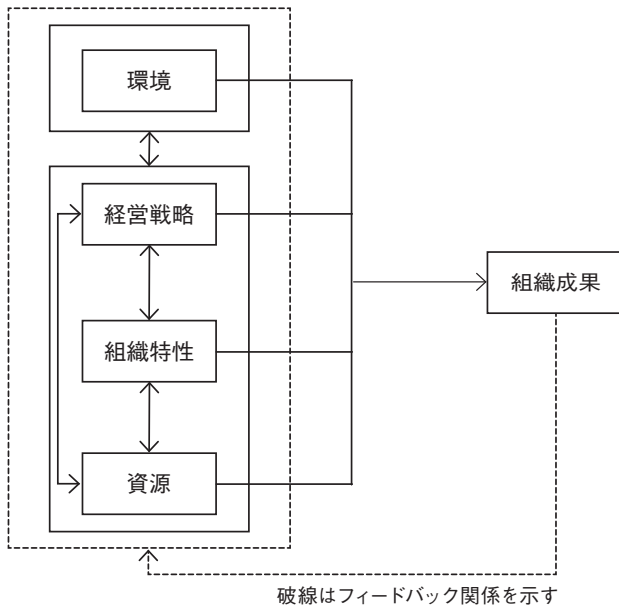 環境
経営戦略
組織特性
組織成果
資源
破線はフィードバック関係を示す